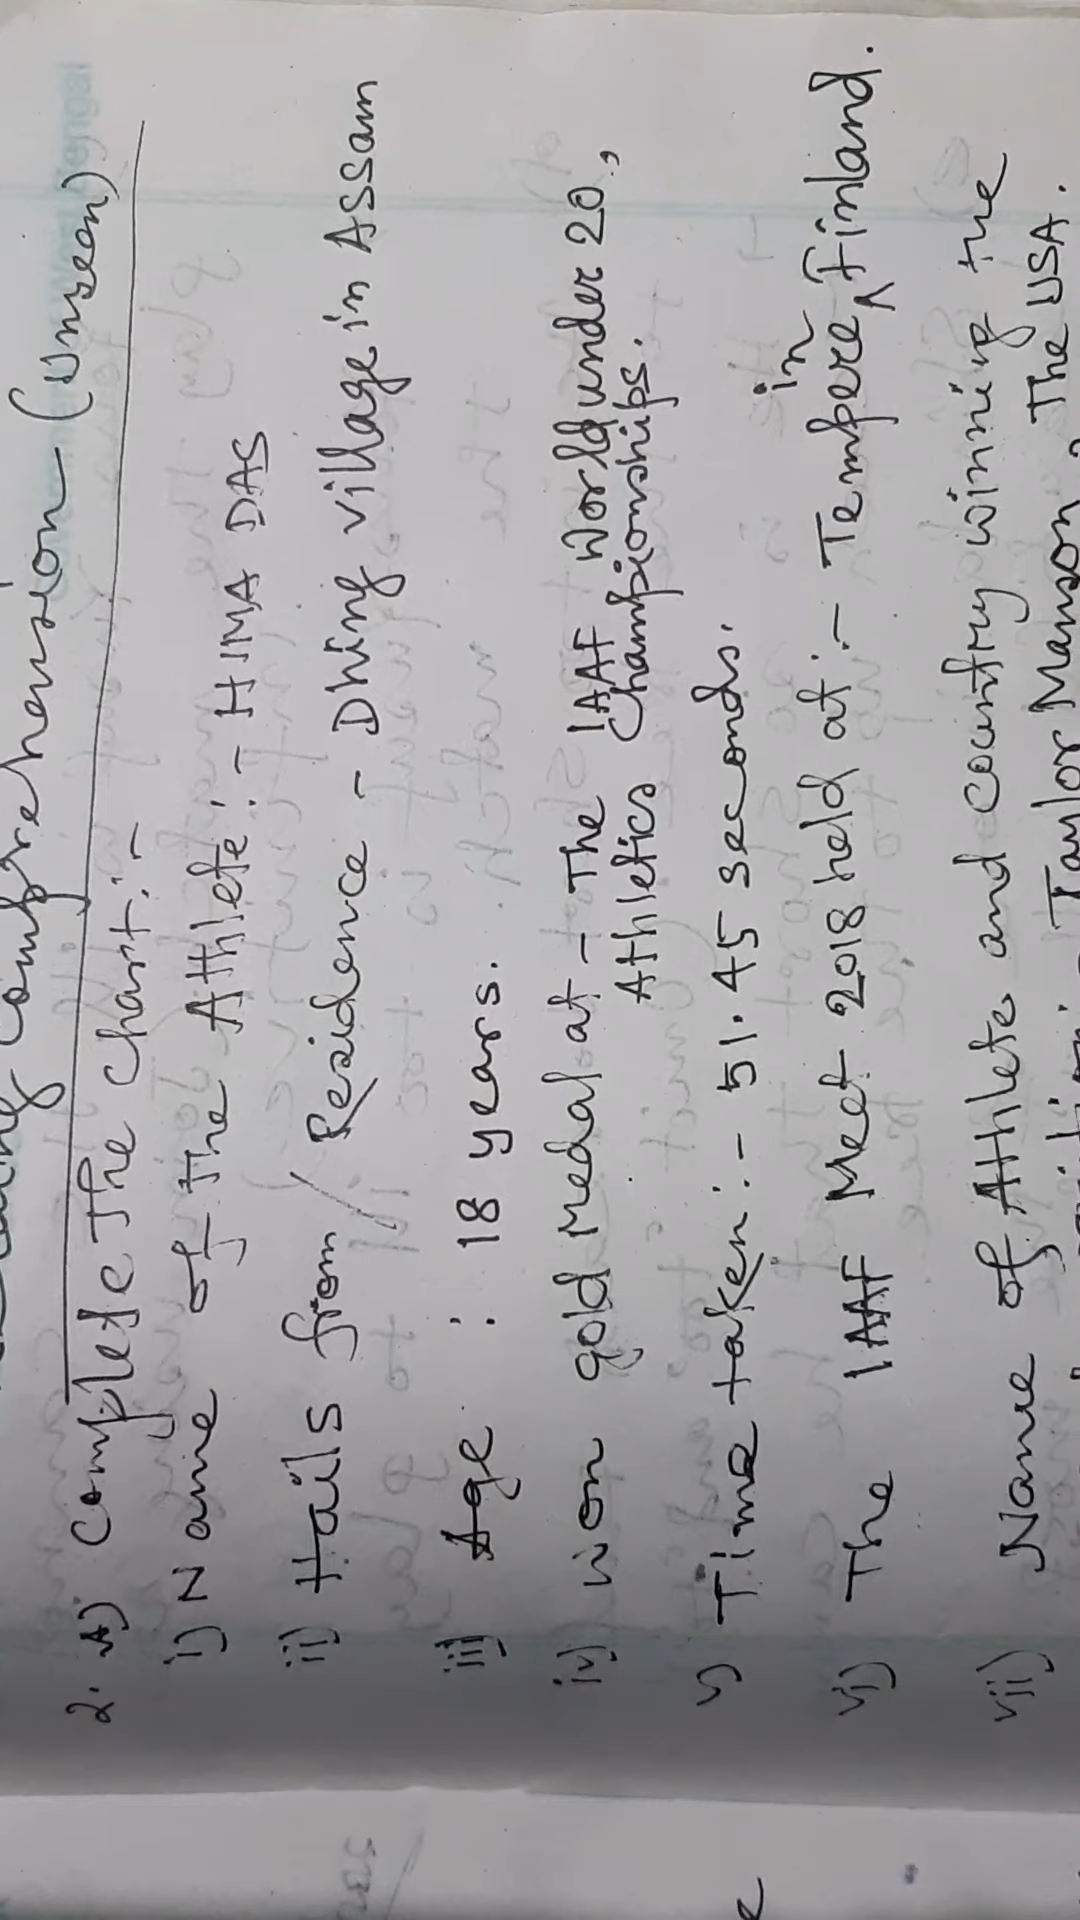 Comprehension (Unseen)
2. A) Complete The Chart :-
i) Name of The Athlete :- HIMA DAS
ii) Hails from / Residence - Dhing village in Assam
iii) Age : 18 years.
iv) Won gold Medal at - The IAAF World under 20,
Athletics Championships.
v) Time taken :- 51.45 seconds.
in
vi) The IAAF Meet 2018 held at :- Tempere ^ Finland.
vii) Name of Athlete and country winning the
Taylor Manson, The USA.